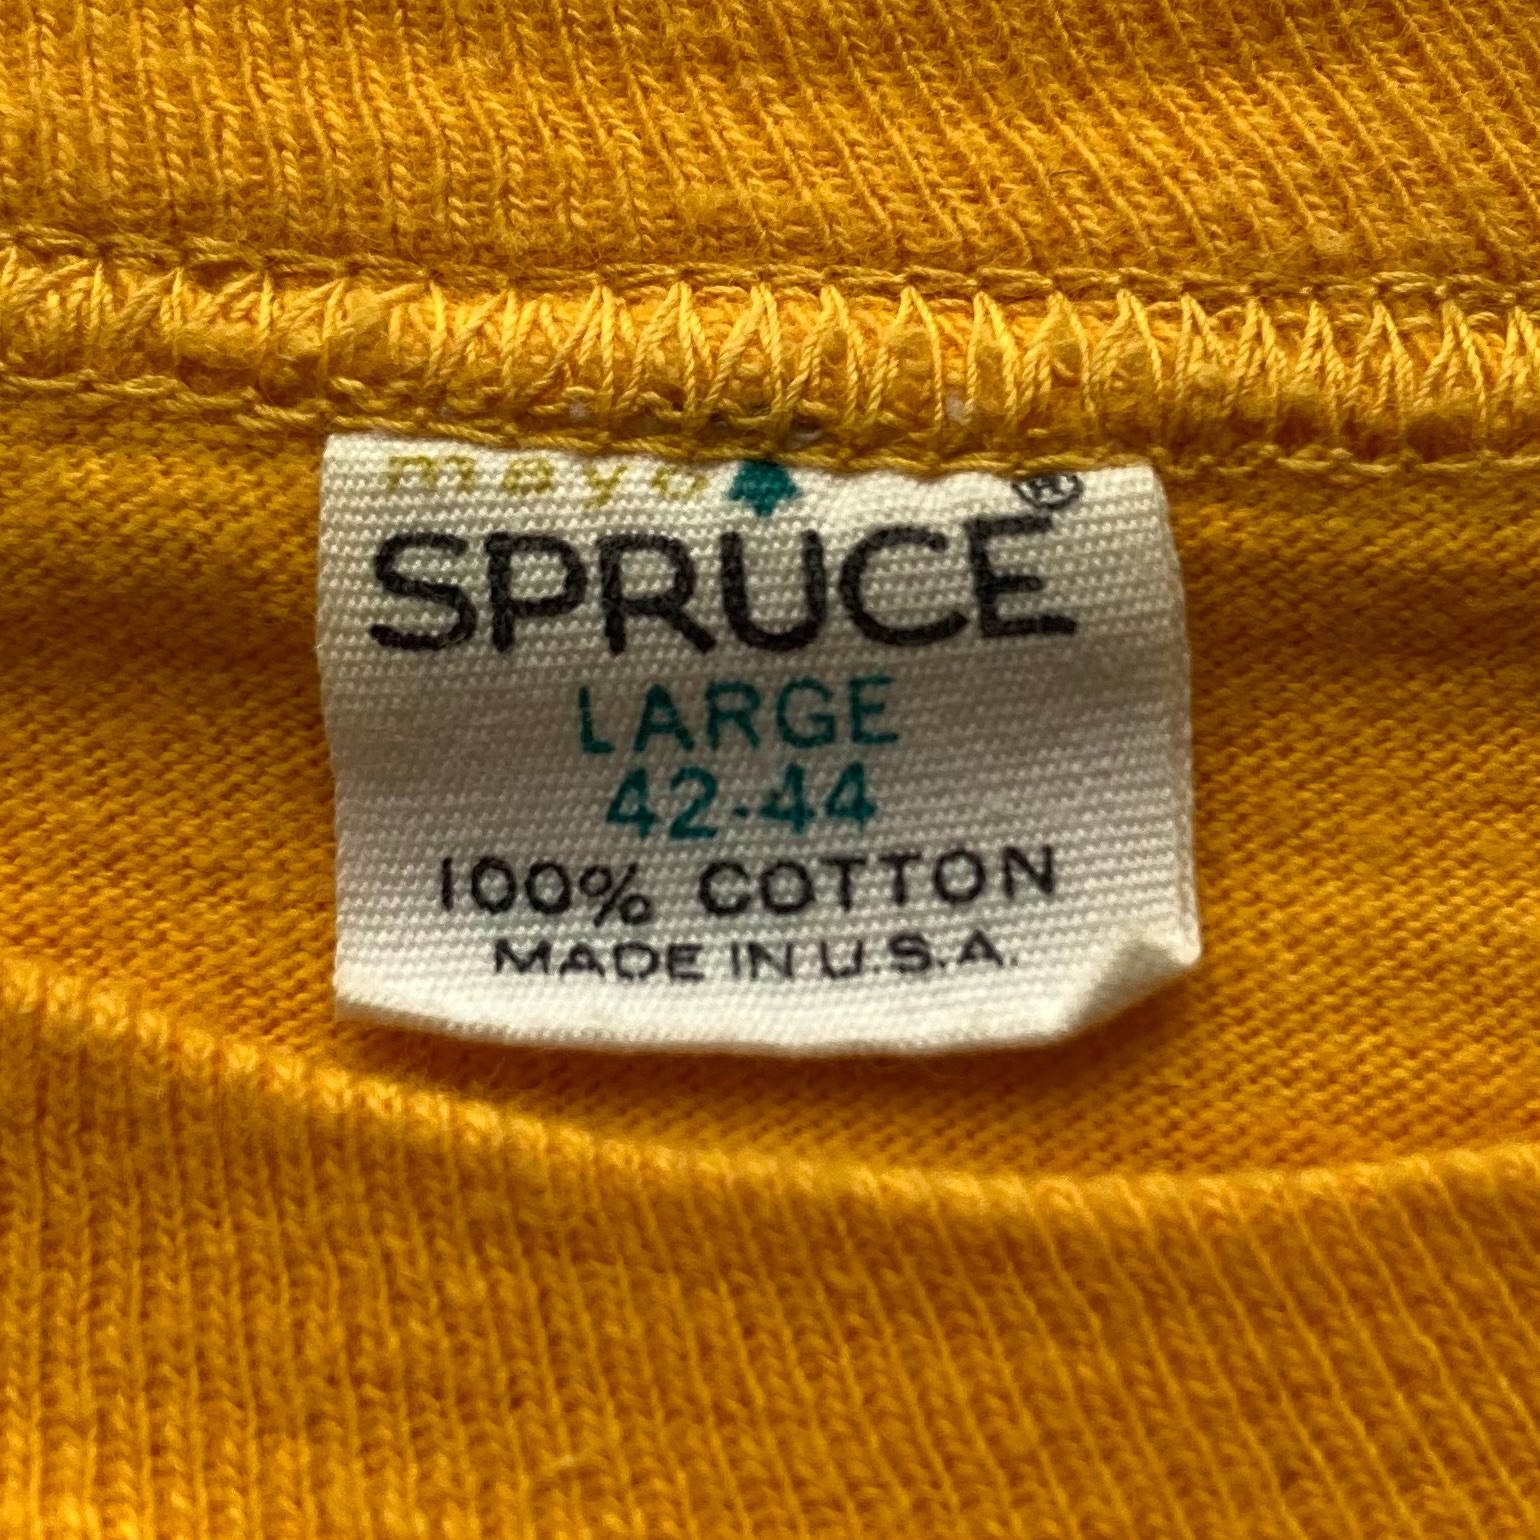 mayo
SPRUCE®
LARGE
42-44
100% COTTON
MADE IN U.S.A.